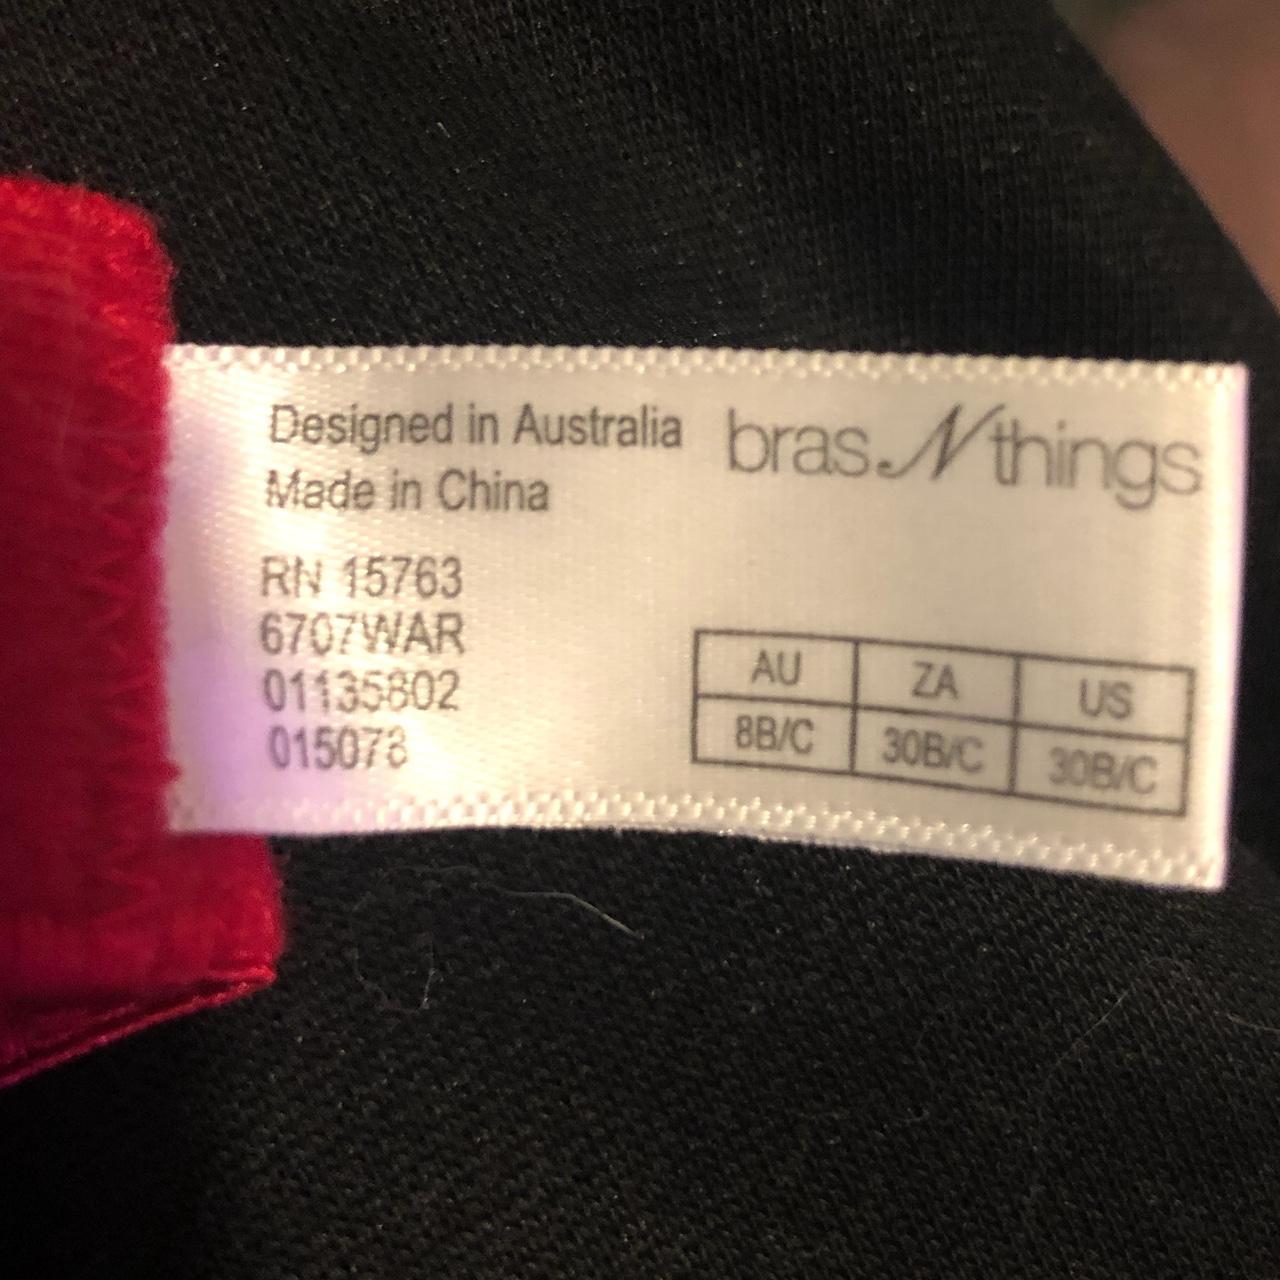 Designed in Australia
Made in China
bras N things
RN 15763
6707WAR
01135802
015078
AU ZA US
8B/C 30B/C 30B/C